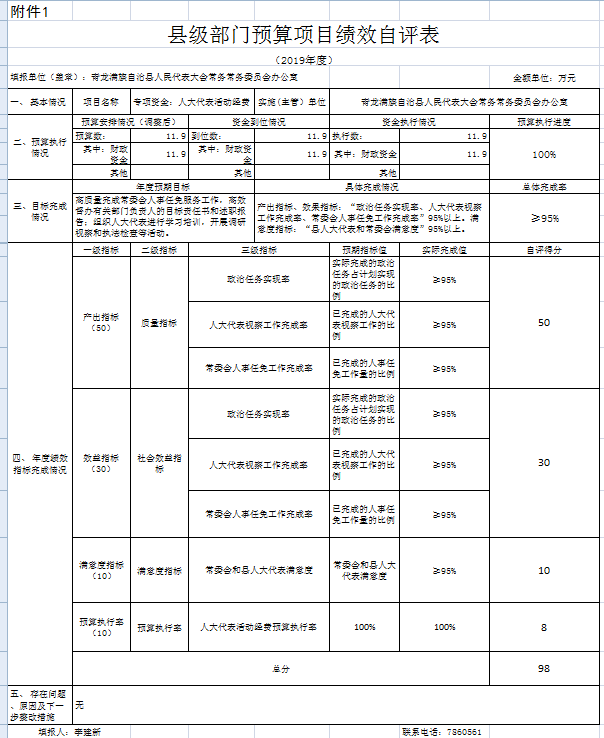 附件1
县级部门预算项目绩效自评表
（2019年度）
填报单位（盖章）：青龙满族自治县人民代表大会常务常务委员会办公室 金额单位：万元
一、 基本情况 项目名称 专项资金：人大代表活动经费 实施（主管）单位 青龙满族自治县人民代表大会常务常务委员会办公室
二、预算执行
情况
预算安排情况（调整后） 资金到位情况 资金执行情况 预算执行进度
预算数： 11.9 到位数： 11.9 执行数： 11.9
其中：财政
资金 11.9 其中：财政
资金 11.9 其中：财政资金 11.9
100%
其他 其他 其他
三、目标完成
情况
年度预期目标 具体完成情况 总体完成率
高质量完成常委会人事任免服务工作，高效
督办有关部门负责人的目标责任书和述职报
告；组织人大代表进行学习培训，开展调研
视察和执法检查等活动。
产出指标、效果指标：“政治任务实现率、人大代表视察
工作完成率、常委会人事任免工作完成率”95%以上。满
意度指标：“县人大代表和常委会满意度”95%以上。
≥95%
四、 年度绩效
指标完成情况
一级指标 二级指标 三级指标 预期指标值 实际完成值 自评得分
产出指标
（50）
质量指标
政治任务实现率
实际完成的政治
任务占计划实现
的政治任务的比
例
≥95%
人大代表视察工作完成率
已完成的人大代
表视察工作的比
例
≥95%
常委会人事任免工作完成率
已完成的人事任
免工作量的比例
≥95%
50
效益指标
（30）
社会效益指
标
政治任务实现率
实际完成的政治
任务占计划实现
的政治任务的比
例
≥95%
人大代表视察工作完成率
已完成的人大代
表视察工作的比
例
≥95%
常委会人事任免工作完成率
已完成的人事任
免工作量的比例
≥95%
30
满意度指标
（10）
满意度指标
常委会和县人大代表满意度
常委会和县人大
代表满意度
≥95%
10
预算执行率
（10）
预算执行率
人大代表活动经费预算执行率
100%
100%
8
总分 98
五、 存在问题
、原因及下一
步整改措施
无
填报人：李建新 联系电话：7860561